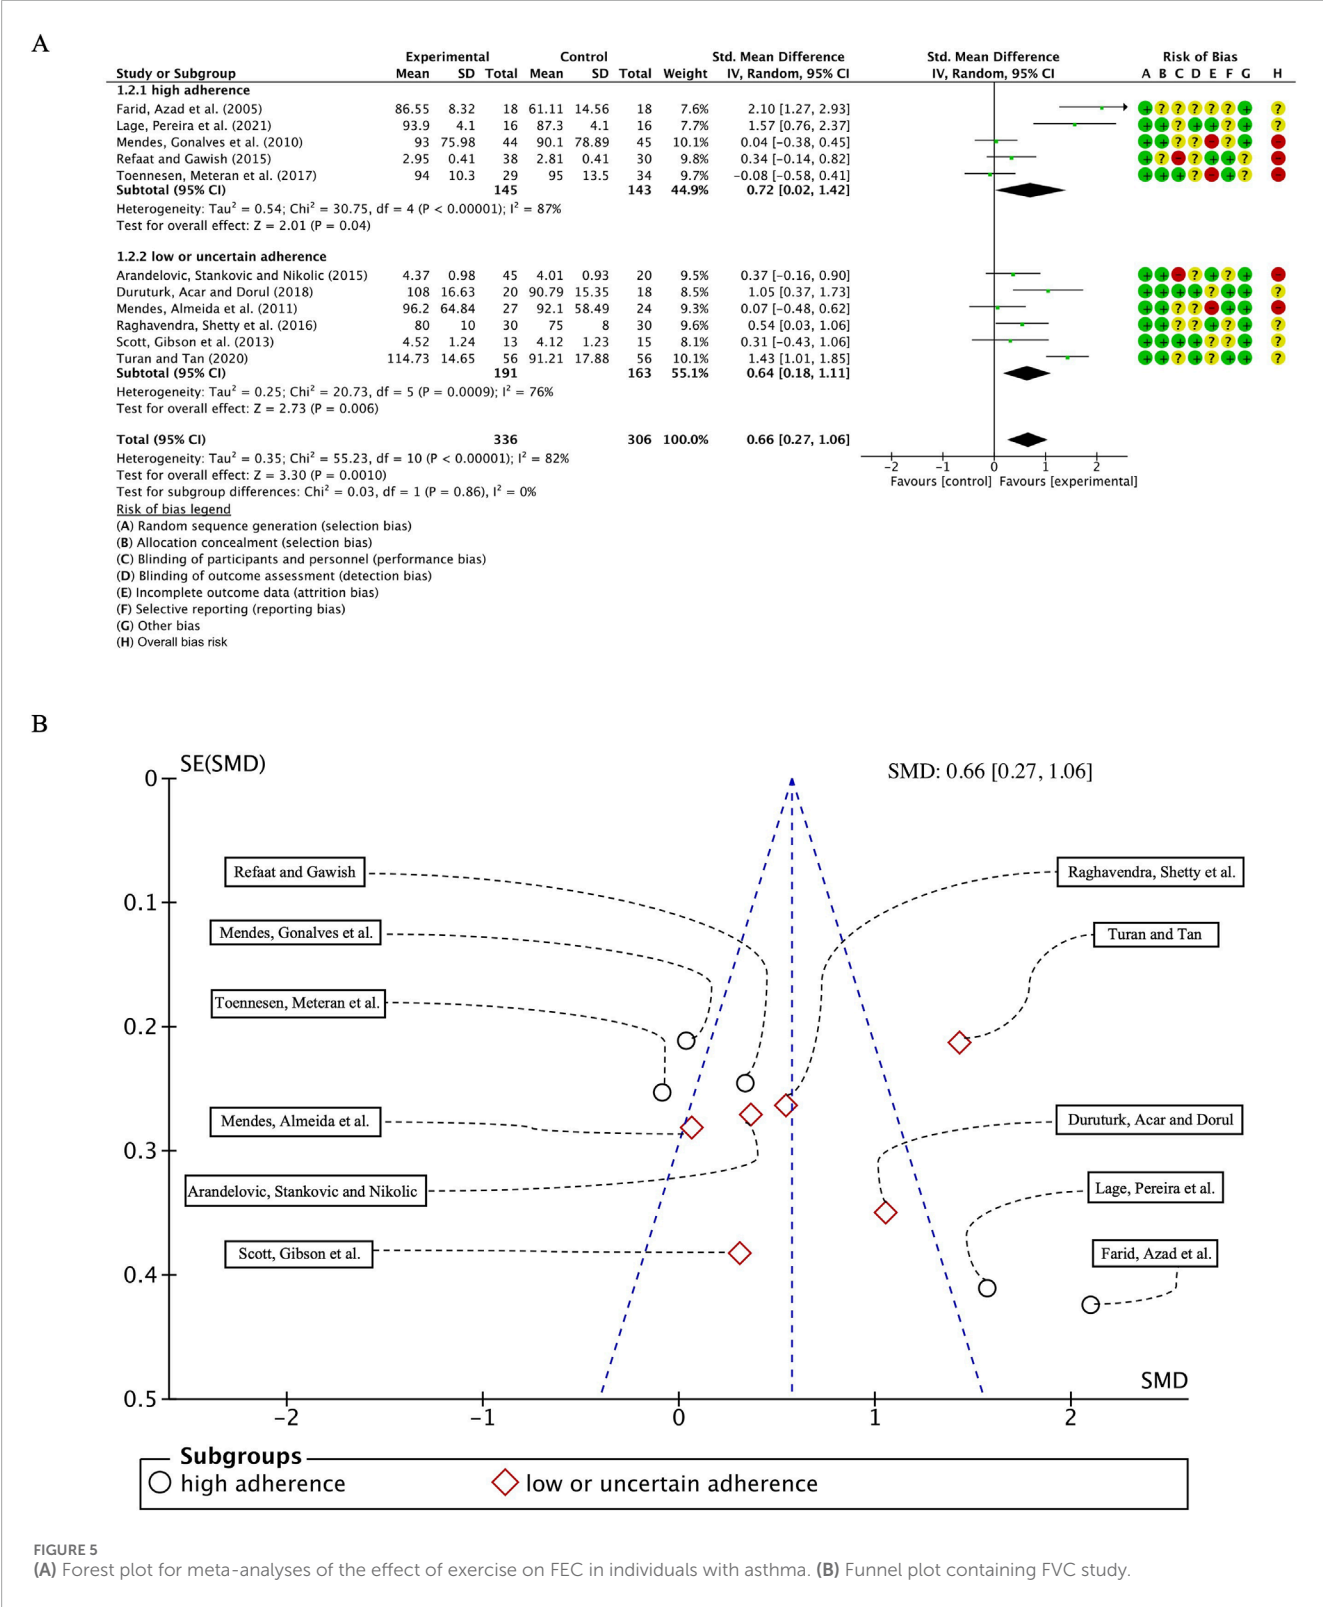 A
Experimental Control Std. Mean Difference Std. Mean Difference Risk of Bias
Study or Subgroup Mean SD Total Mean SD Total Weight IV, Random, 95% CI IV, Random, 95% CI A B C D E F G H
1.2.1 high adherence
Farid, Azad et al. (2005) 86.55 8.32 18 61.11 14.56 18 7.6% 2.10 [1.27, 2.93] + ? ? ? ? ? + ?
Lage, Pereira et al. (2021) 93.9 4.1 16 87.3 4.1 16 7.7% 1.57 [0.76, 2.37] + + ? + + ? + ?
Mendes, Gonalves et al. (2010) 93 75.98 44 90.1 78.89 45 10.1% 0.04 [−0.38, 0.45] + + ? ? − ? + −
Refaat and Gawish (2015) 2.95 0.41 38 2.81 0.41 30 9.8% 0.34 [−0.14, 0.82] + ? − ? + + ? −
Toennesen, Meteran et al. (2017) 94 10.3 29 95 13.5 34 9.7% −0.08 [−0.58, 0.41] + + + ? − + ? −
Subtotal (95% CI) 145 143 44.9% 0.72 [0.02, 1.42]
Heterogeneity: Tau² = 0.54; Chi² = 30.75, df = 4 (P < 0.00001); I² = 87%
Test for overall effect: Z = 2.01 (P = 0.04)
1.2.2 low or uncertain adherence
Arandelovic, Stankovic and Nikolic (2015) 4.37 0.98 45 4.01 0.93 20 9.5% 0.37 [−0.16, 0.90] + + − ? + ? + −
Duruturk, Acar and Dorul (2018) 108 16.63 20 90.79 15.35 18 8.5% 1.05 [0.37, 1.73] + + + + ? + + ?
Mendes, Almeida et al. (2011) 96.2 64.84 27 92.1 58.49 24 9.3% 0.07 [−0.48, 0.62] + + ? ? − + + −
Raghavendra, Shetty et al. (2016) 80 10 30 75 8 30 9.6% 0.54 [0.03, 1.06] + + ? ? + ? ? ?
Scott, Gibson et al. (2013) 4.52 1.24 13 4.12 1.23 15 8.1% 0.31 [−0.43, 1.06] + + + + ? ? + ?
Turan and Tan (2020) 114.73 14.65 56 91.21 17.88 56 10.1% 1.43 [1.01, 1.85] + + ? + ? + + ?
Subtotal (95% CI) 191 163 55.1% 0.64 [0.18, 1.11]
Heterogeneity: Tau² = 0.25; Chi² = 20.73, df = 5 (P = 0.0009); I² = 76%
Test for overall effect: Z = 2.73 (P = 0.006)
Total (95% CI) 336 306 100.0% 0.66 [0.27, 1.06]
Heterogeneity: Tau² = 0.35; Chi² = 55.23, df = 10 (P < 0.00001); I² = 82%
Test for overall effect: Z = 3.30 (P = 0.0010)
Test for subgroup differences: Chi² = 0.03, df = 1 (P = 0.86), I² = 0%
−2 −1 0 1 2
Favours [control] Favours [experimental]
Risk of bias legend
(A) Random sequence generation (selection bias)
(B) Allocation concealment (selection bias)
(C) Blinding of participants and personnel (performance bias)
(D) Blinding of outcome assessment (detection bias)
(E) Incomplete outcome data (attrition bias)
(F) Selective reporting (reporting bias)
(G) Other bias
(H) Overall bias risk
B
SE(SMD)
SMD: 0.66 [0.27, 1.06]
0
Refaat and Gawish
Raghavendra, Shetty et al.
0.1
Mendes, Gonalves et al.
Turan and Tan
Toennesen, Meteran et al.
0.2
Mendes, Almeida et al.
Duruturk, Acar and Dorul
0.3
Arandelovic, Stankovic and Nikolic
Lage, Pereira et al.
Scott, Gibson et al.
Farid, Azad et al.
0.4
0.5
SMD
−2 −1 0 1 2
Subgroups
high adherence low or uncertain adherence
FIGURE 5
(A) Forest plot for meta-analyses of the effect of exercise on FEC in individuals with asthma. (B) Funnel plot containing FVC study.